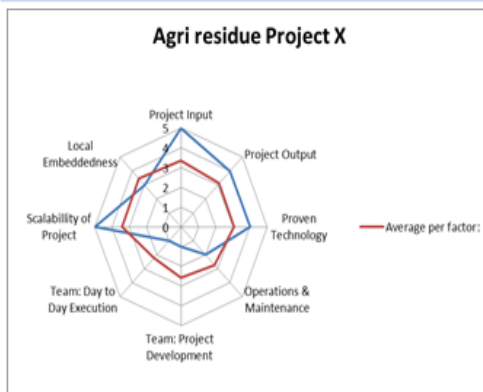 Agri residue Project X
Project Input
5
4
3
2
1
0
Project Output
Proven
Technology
Operations &
Maintenance
Team: Project
Development
Team: Day to
Day Execution
Scalabillity of
Project
Local
Embeddedness
Average per factor: